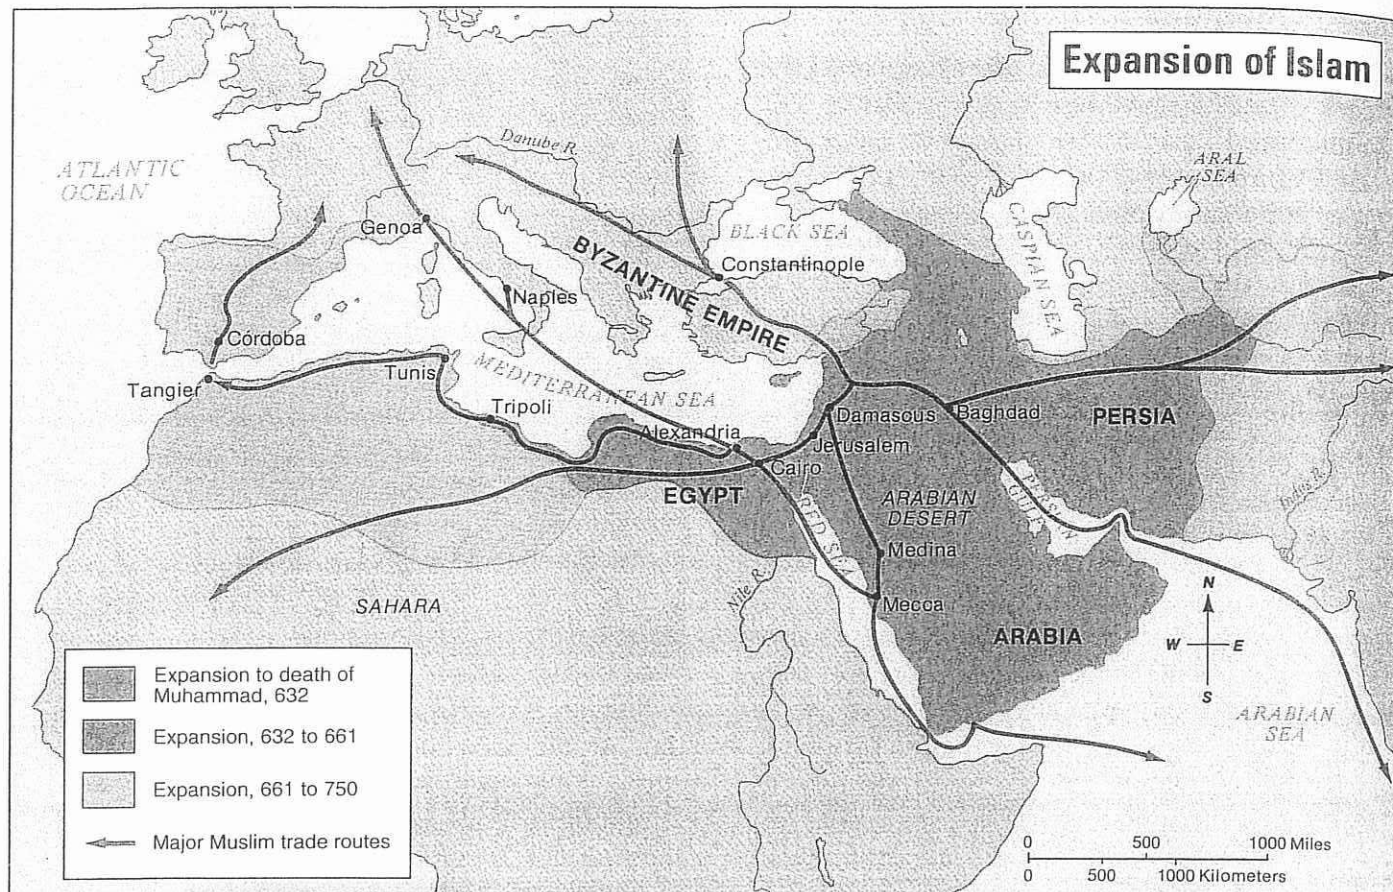 Expansion of Islam
ATLANTIC
OCEAN
Danube R.
ARAL
SEA
Genoa
BLACK SEA
CASPIAN SEA
Constantinople
BYZANTINE EMPIRE
Naples
Córdoba
Tangier
Tunis
MEDITERRANEAN SEA
Tripoli
Alexandria
Damasous
Baghdad
PERSIA
Jerusalem
Cairo
EGYPT
RED SEA
ARABIAN
DESERT
PERSIAN
GULF
Indus R.
Medina
Nile R.
Mecca
SAHARA
ARABIA
N
W
E
S
ARABIAN
SEA
Expansion to death of
Muhammad, 632
Expansion, 632 to 661
Expansion, 661 to 750
Major Muslim trade routes
0 500 1000 Miles
0 500 1000 Kilometers